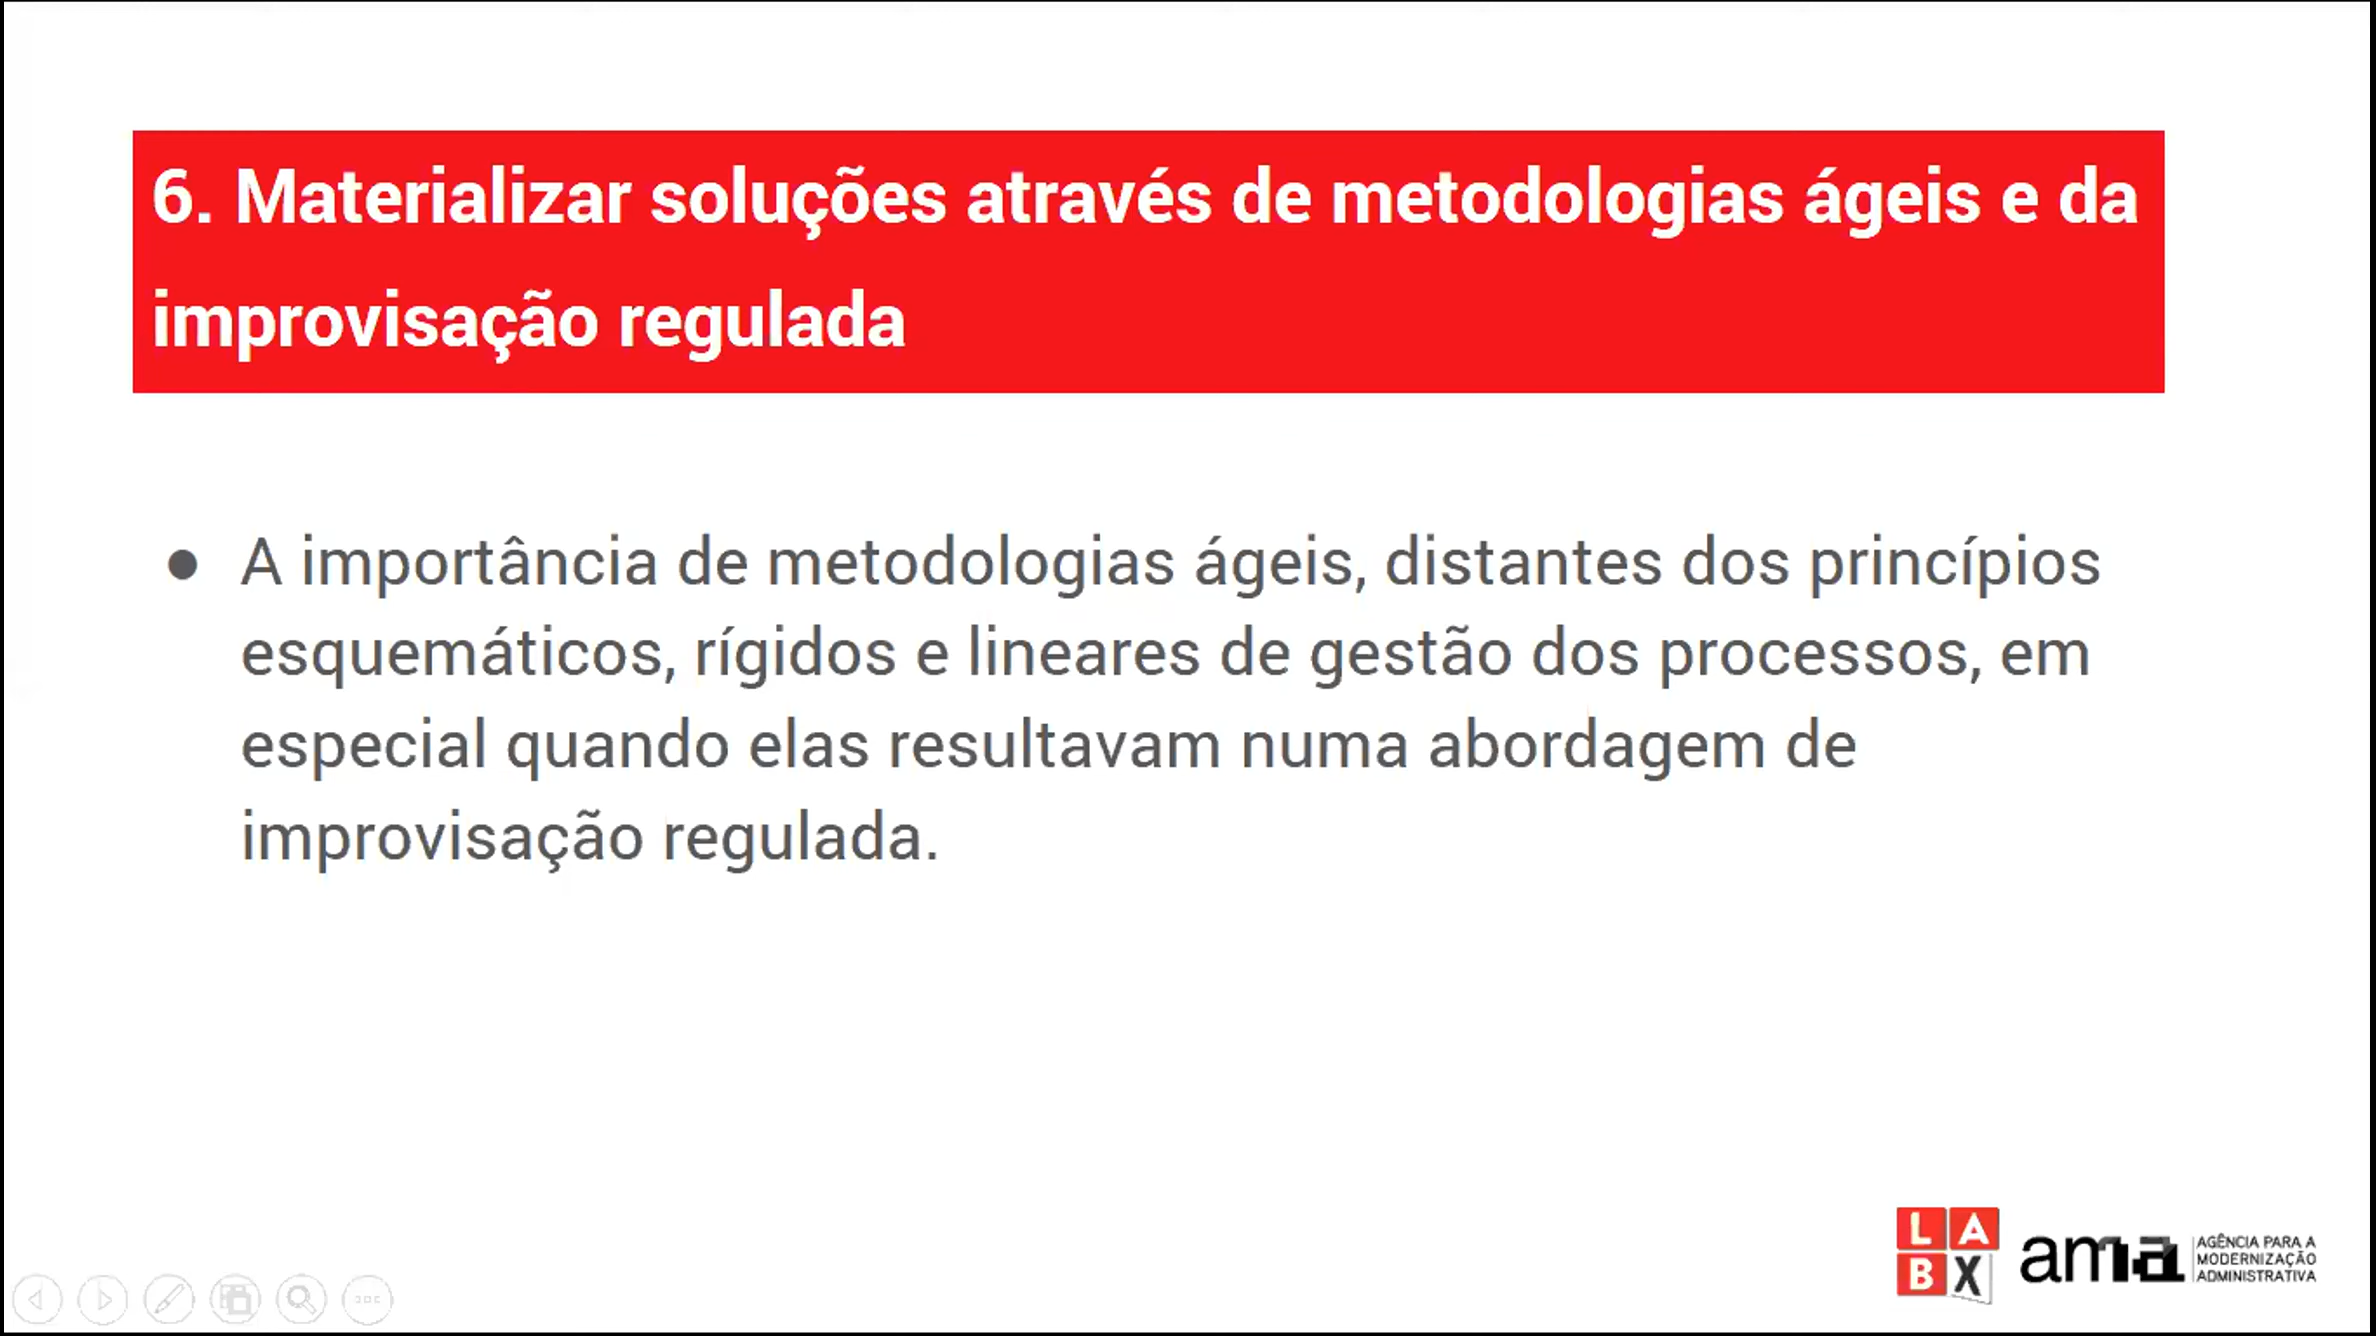 6. Materializar soluções através de metodologias ágeis e da
improvisação regulada
● A importância de metodologias ágeis, distantes dos princípios
esquemáticos, rígidos e lineares de gestão dos processos, em
especial quando elas resultavam numa abordagem de
improvisação regulada.
LA
BX
ama
AGÊNCIA PARA A
MODERNIZAÇÃO
ADMINISTRATIVA